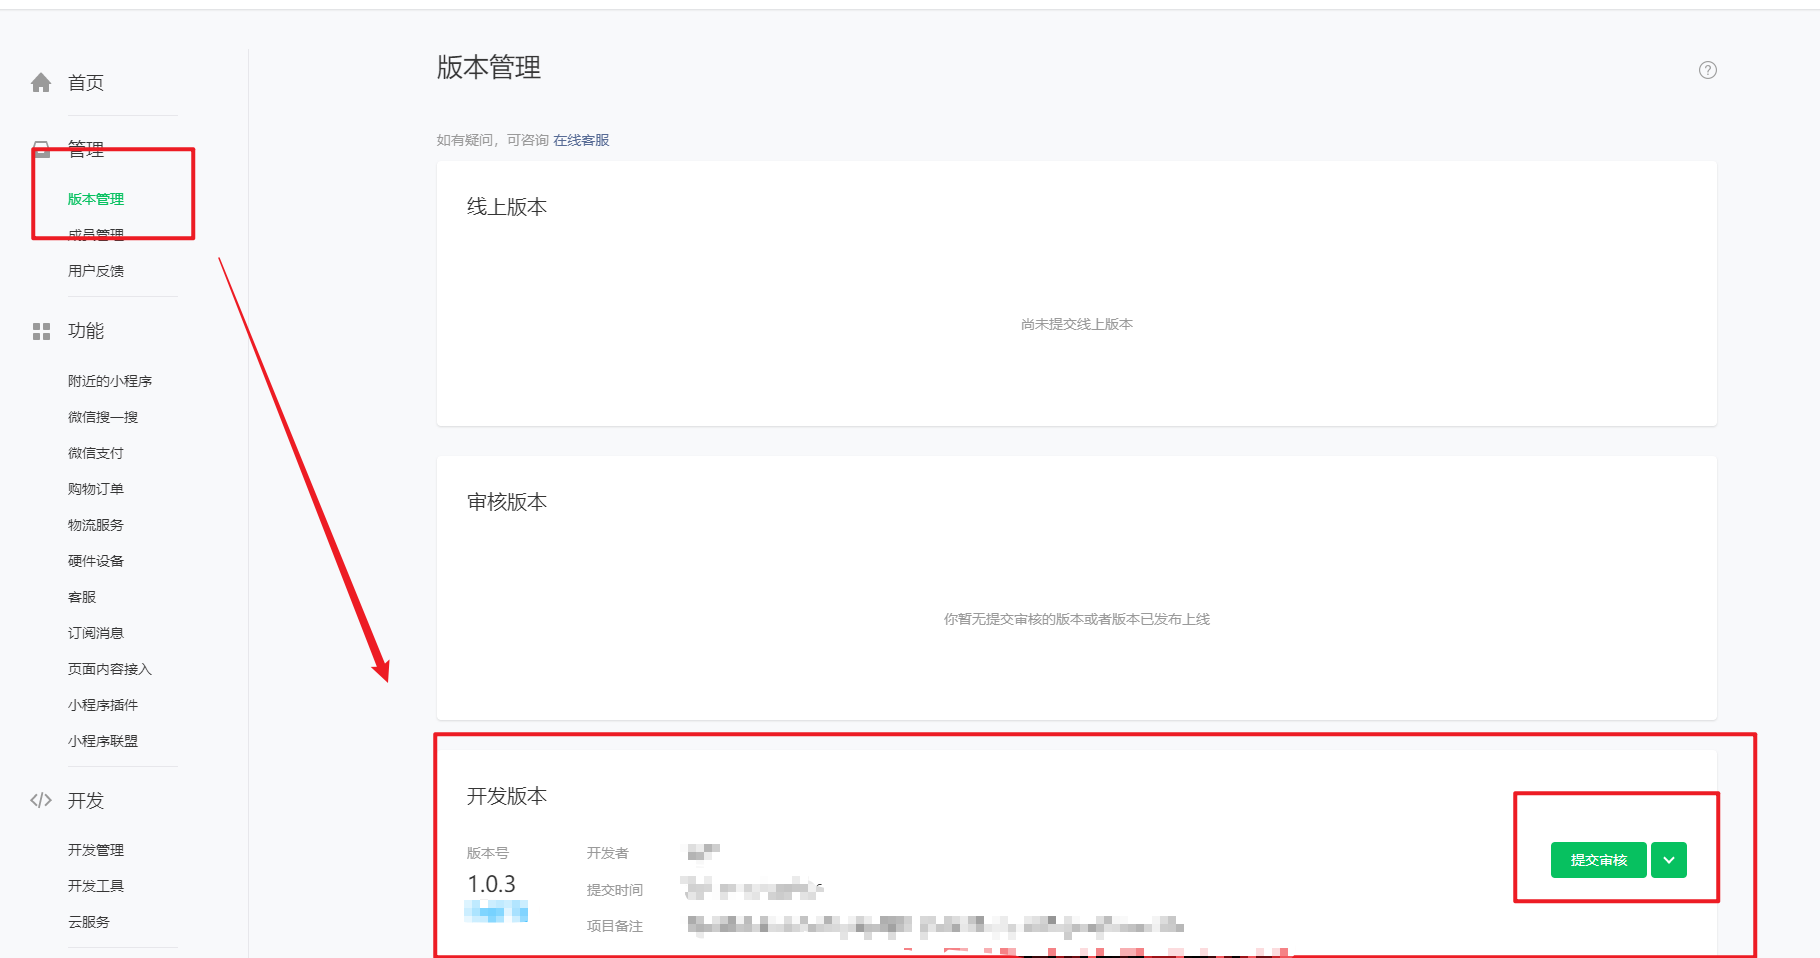 首页
管理
版本管理
成员管理
用户反馈
功能
附近的小程序
微信搜一搜
微信支付
购物订单
物流服务
硬件设备
客服
订阅消息
页面内容接入
小程序插件
小程序联盟
开发
开发管理
开发工具
云服务
版本管理
如有疑问，可咨询 在线客服
线上版本
尚未提交线上版本
审核版本
你暂无提交审核的版本或者版本已发布上线
开发版本
版本号
1.0.3
开发者
提交时间
项目备注
提交审核